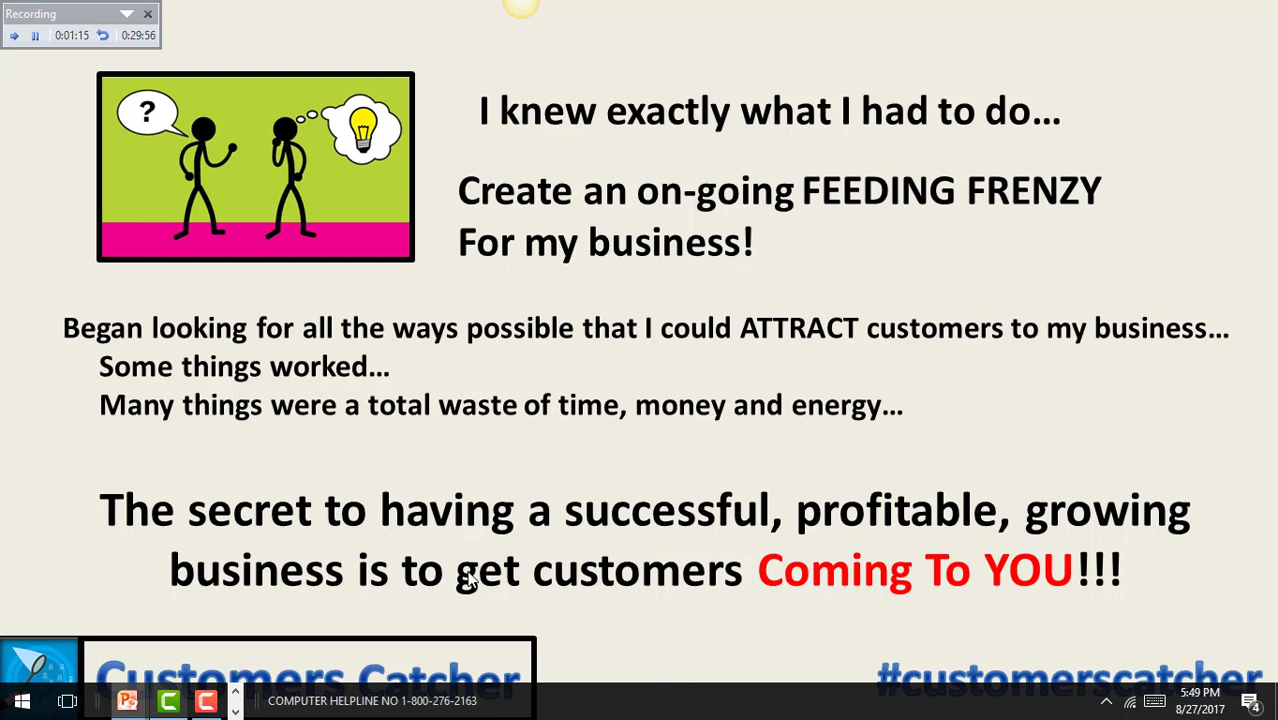 Recording
0:01:15
0:29:56
?
I knew exactly what I had to do…
Create an on-going FEEDING FRENZY
For my business!
Began looking for all the ways possible that I could ATTRACT customers to my business…
Some things worked…
Many things were a total waste of time, money and energy…
The secret to having a successful, profitable, growing
business is to get customers Coming To YOU!!!
Customers Catcher
#customerscatcher
COMPUTER HELPLINE NO 1-800-276-2163
5:49 PM
8/27/2017
4